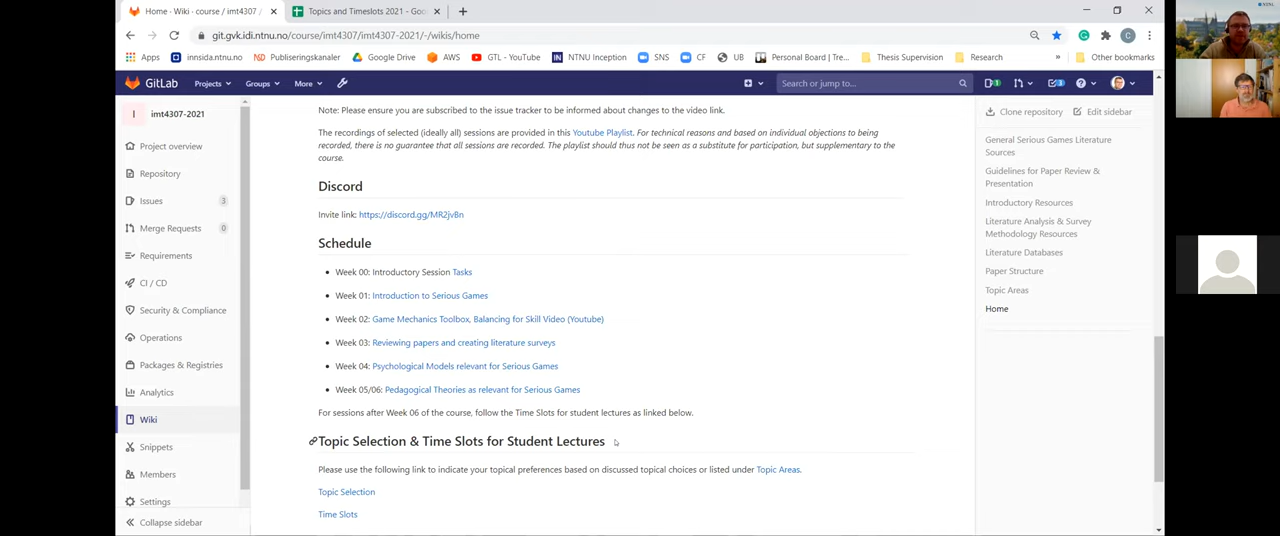 Home · Wiki · course / imt4307 /
Topics and Timeslots 2021 - Goo
git.gvk.idi.ntnu.no/course/imt4307/imt4307-2021/-/wikis/home
C
Apps
innsida.ntnu.no
Publiseringskanaler
Google Drive
AWS
GTL - YouTube
NTNU Inception
SNS
CF
UB
Personal Board | Tre...
Thesis Supervision
Research
»
Other bookmarks
GitLab
Projects
Groups
More
Search or jump to...
I
imt4307-2021
Project overview
Repository
Issues 3
Merge Requests 0
Requirements
CI / CD
Security & Compliance
Operations
Packages & Registries
Analytics
Wiki
Snippets
Members
Settings
Collapse sidebar
Note: Please ensure you are subscribed to the issue tracker to be informed about changes to the video link.
The recordings of selected (ideally all) sessions are provided in this Youtube Playlist. For technical reasons and based on individual objections to being
recorded, there is no guarantee that all sessions are recorded. The playlist should thus not be seen as a substitute for participation, but supplementary to the
course.
Discord
Invite link: https://discord.gg/MR2jvBn
Schedule
• Week 00: Introductory Session Tasks
• Week 01: Introduction to Serious Games
• Week 02: Game Mechanics Toolbox, Balancing for Skill Video (Youtube)
• Week 03: Reviewing papers and creating literature surveys
• Week 04: Psychological Models relevant for Serious Games
• Week 05/06: Pedagogical Theories as relevant for Serious Games
For sessions after Week 06 of the course, follow the Time Slots for student lectures as linked below.
Topic Selection & Time Slots for Student Lectures
Please use the following link to indicate your topical preferences based on discussed topical choices or listed under Topic Areas.
Topic Selection
Time Slots
Clone repository
Edit sidebar
General Serious Games Literature
Sources
Guidelines for Paper Review &
Presentation
Introductory Resources
Literature Analysis & Survey
Methodology Resources
Literature Databases
Paper Structure
Topic Areas
Home